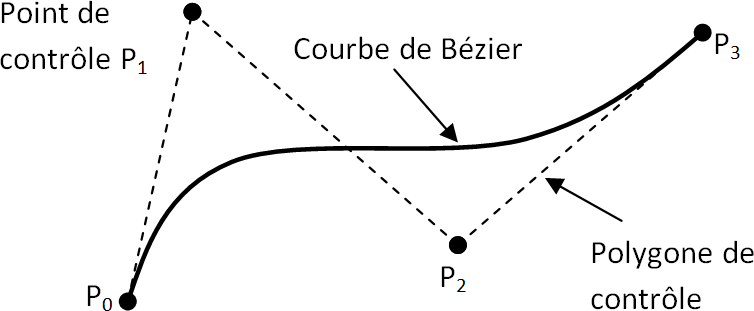 Point de
contrôle P₁
Courbe de Bézier
P₃
P₂
Polygone de
contrôle
P₀